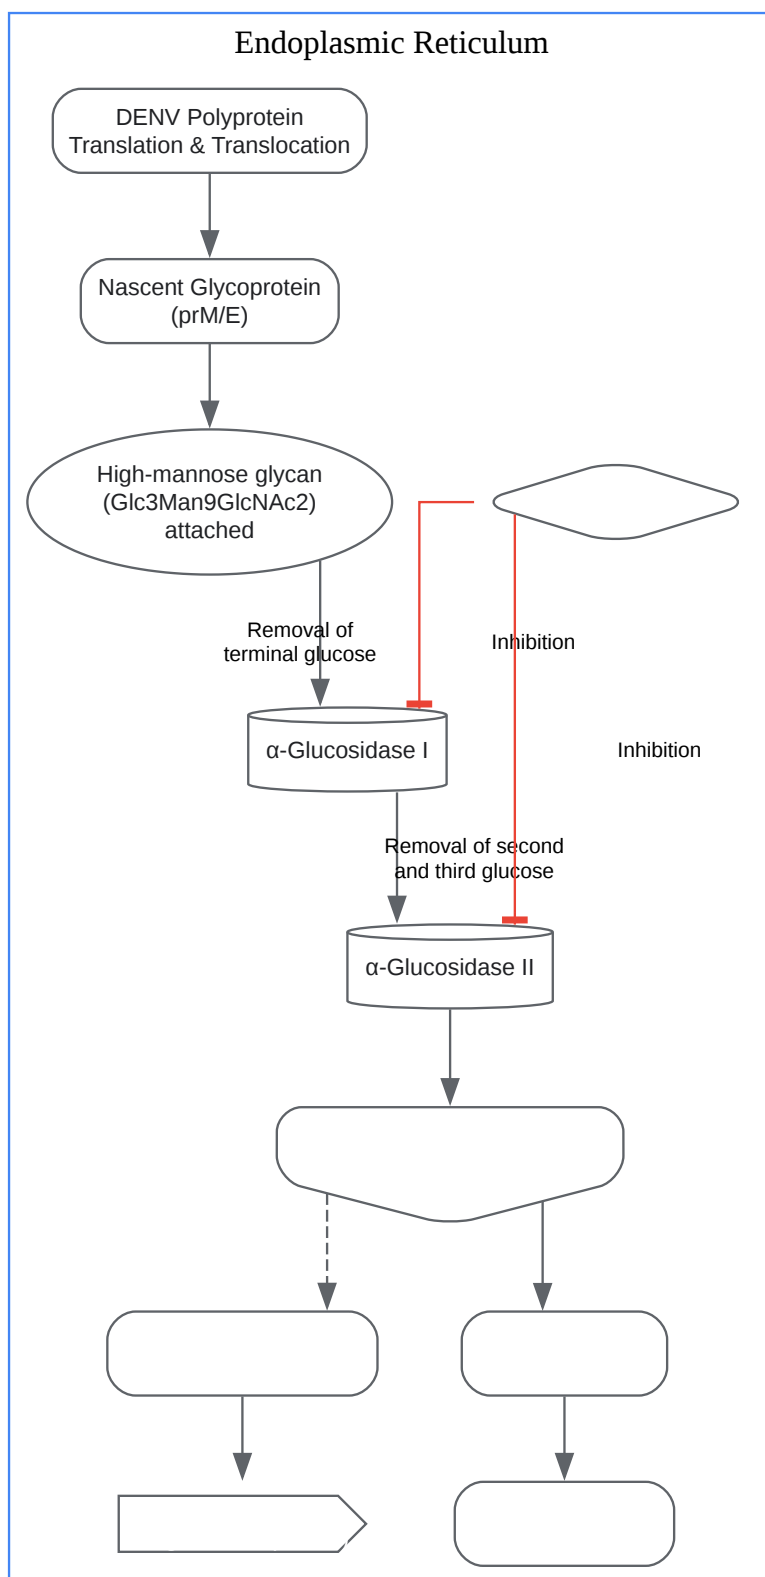 Endoplasmic Reticulum
DENV Polyprotein
Translation & Translocation
Nascent Glycoprotein
(prM/E)
High-mannose glycan
(Glc3Man9GlcNAc2)
attached
Removal of
terminal glucose
Inhibition
α-Glucosidase I
Inhibition
Removal of second
and third glucose
α-Glucosidase II